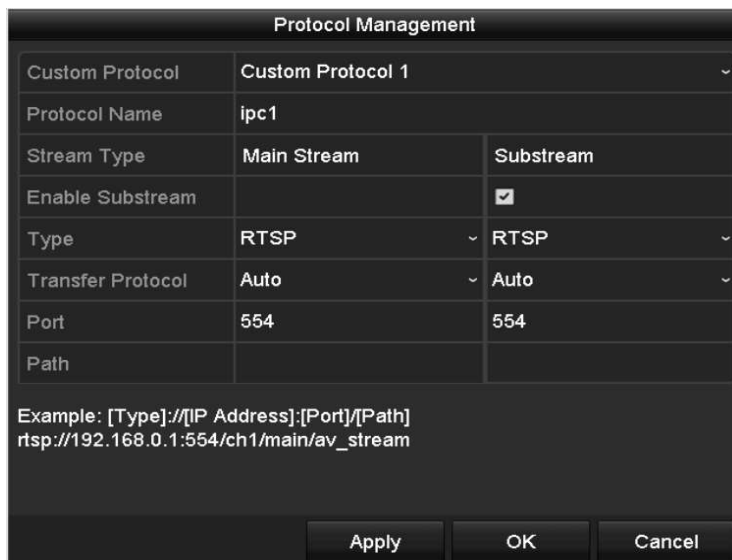 Protocol Management
Custom Protocol Custom Protocol 1
Protocol Name ipc1
Stream Type Main Stream Substream
Enable Substream
Type RTSP RTSP
Transfer Protocol Auto Auto
Port 554 554
Path
Example: [Type]://[IP Address]:[Port]/[Path]
rtsp://192.168.0.1:554/ch1/main/av_stream
Apply OK Cancel